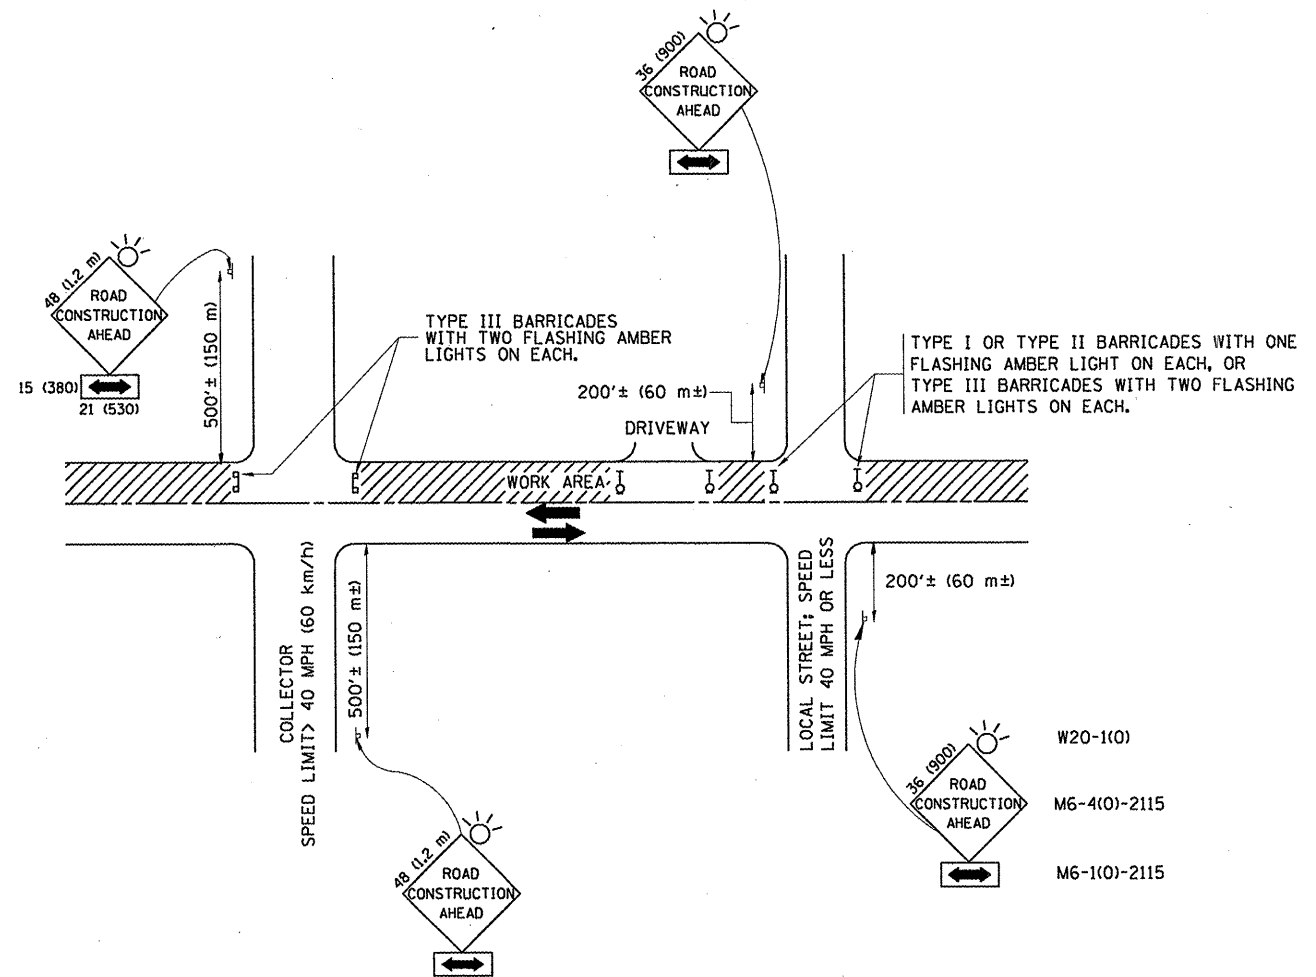 36 (900)
ROAD
CONSTRUCTION
AHEAD
48 (1.2 m)
ROAD
CONSTRUCTION
AHEAD
15 (380)
21 (530)
500'± (150 m)
TYPE III BARRICADES
WITH TWO FLASHING AMBER
LIGHTS ON EACH.
200'± (60 m±)
DRIVEWAY
TYPE I OR TYPE II BARRICADES WITH ONE
FLASHING AMBER LIGHT ON EACH, OR
TYPE III BARRICADES WITH TWO FLASHING
AMBER LIGHTS ON EACH.
WORK AREA
COLLECTOR
SPEED LIMIT> 40 MPH (60 km/h)
500'± (150 m±)
LOCAL STREET; SPEED
LIMIT 40 MPH OR LESS
200'± (60 m±)
48 (1.2 m)
ROAD
CONSTRUCTION
AHEAD
36 (900)
ROAD
CONSTRUCTION
AHEAD
W20-1(O)
M6-4(O)-2115
M6-1(O)-2115